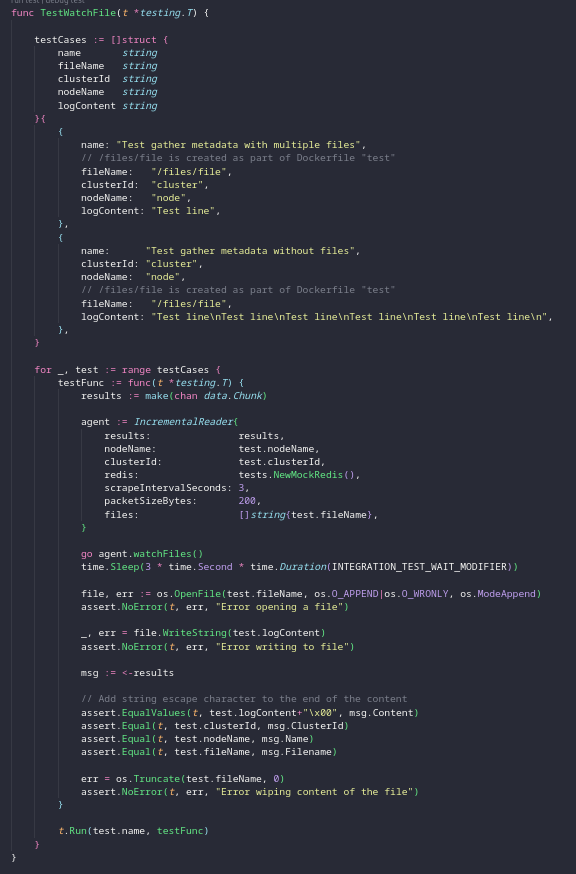 run test | debug test
func TestWatchFile(t *testing.T) {
    testCases := []struct {
        name       string
        fileName   string
        clusterId  string
        nodeName   string
        logContent string
    }{
        {
            name: "Test gather metadata with multiple files",
            // /files/file is created as part of Dockerfile "test"
            fileName:   "/files/file",
            clusterId:  "cluster",
            nodeName:   "node",
            logContent: "Test line",
        },
        {
            name:      "Test gather metadata without files",
            clusterId: "cluster",
            nodeName:  "node",
            // /files/file is created as part of Dockerfile "test"
            fileName:   "/files/file",
            logContent: "Test line\nTest line\nTest line\nTest line\nTest line\nTest line\n",
        },
    }
    for _, test := range testCases {
        testFunc := func(t *testing.T) {
            results := make(chan data.Chunk)
            agent := IncrementalReader{
                results:               results,
                nodeName:              test.nodeName,
                clusterId:             test.clusterId,
                redis:                 tests.NewMockRedis(),
                scrapeIntervalSeconds: 3,
                packetSizeBytes:       200,
                files:                 []string{test.fileName},
            }
            go agent.watchFiles()
            time.Sleep(3 * time.Second * time.Duration(INTEGRATION_TEST_WAIT_MODIFIER))
            file, err := os.OpenFile(test.fileName, os.O_APPEND|os.O_WRONLY, os.ModeAppend)
            assert.NoError(t, err, "Error opening a file")
            _, err = file.WriteString(test.logContent)
            assert.NoError(t, err, "Error writing to file")
            msg := <-results
            // Add string escape character to the end of the content
            assert.EqualValues(t, test.logContent+"\x00", msg.Content)
            assert.Equal(t, test.clusterId, msg.ClusterId)
            assert.Equal(t, test.nodeName, msg.Name)
            assert.Equal(t, test.fileName, msg.Filename)
            err = os.Truncate(test.fileName, 0)
            assert.NoError(t, err, "Error wiping content of the file")
        }
        t.Run(test.name, testFunc)
    }
}